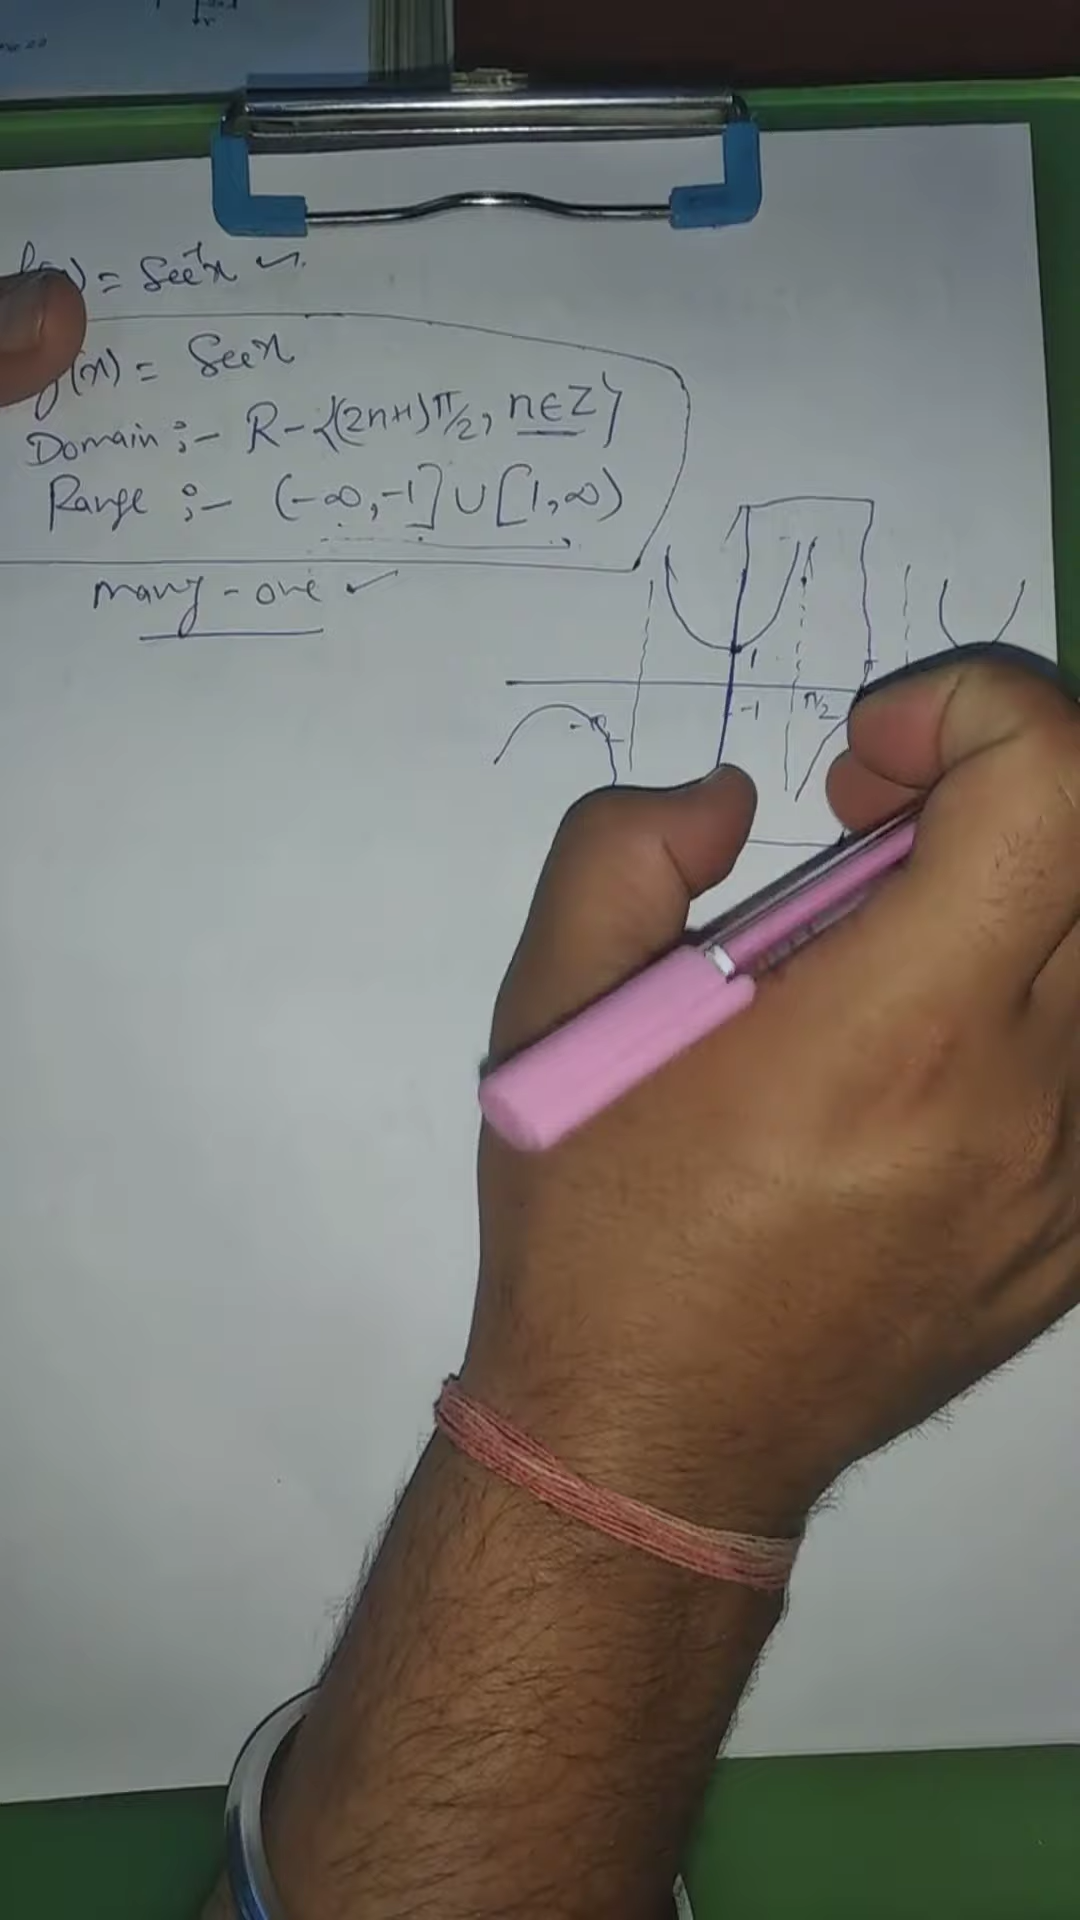 = Sec⁻¹x
(x) = Secx
Domain :- R-{(2n+1)π/2, n∈Z}
Range :- (-∞,-1]∪[1,∞)
many-one
1
-1
π/2